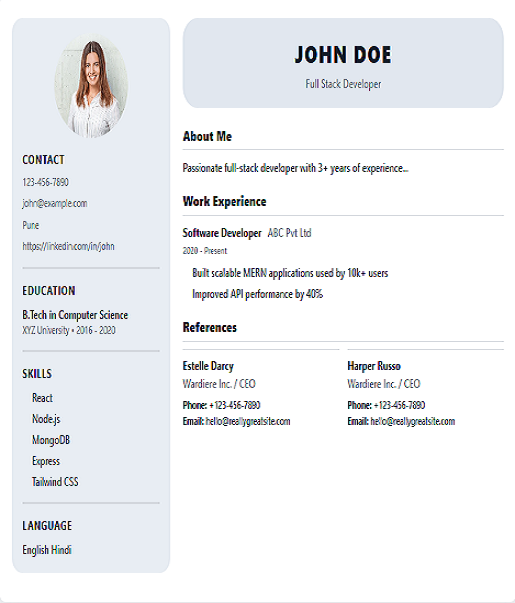 CONTACT
123-456-7890
john@example.com
Pune
https://linkedin.com/in/john
EDUCATION
B.Tech in Computer Science
XYZ University • 2016 - 2020
SKILLS
React
Node.js
MongoDB
Express
Tailwind CSS
LANGUAGE
English Hindi
JOHN DOE
Full Stack Developer
About Me
Passionate full-stack developer with 3+ years of experience...
Work Experience
Software Developer ABC Pvt Ltd
2020 - Present
Built scalable MERN applications used by 10k+ users
Improved API performance by 40%
References
Estelle Darcy
Wardiere Inc. / CEO
Phone: +123-456-7890
Email: hello@reallygreatsite.com
Harper Russo
Wardiere Inc. / CEO
Phone: +123-456-7890
Email: hello@reallygreatsite.com